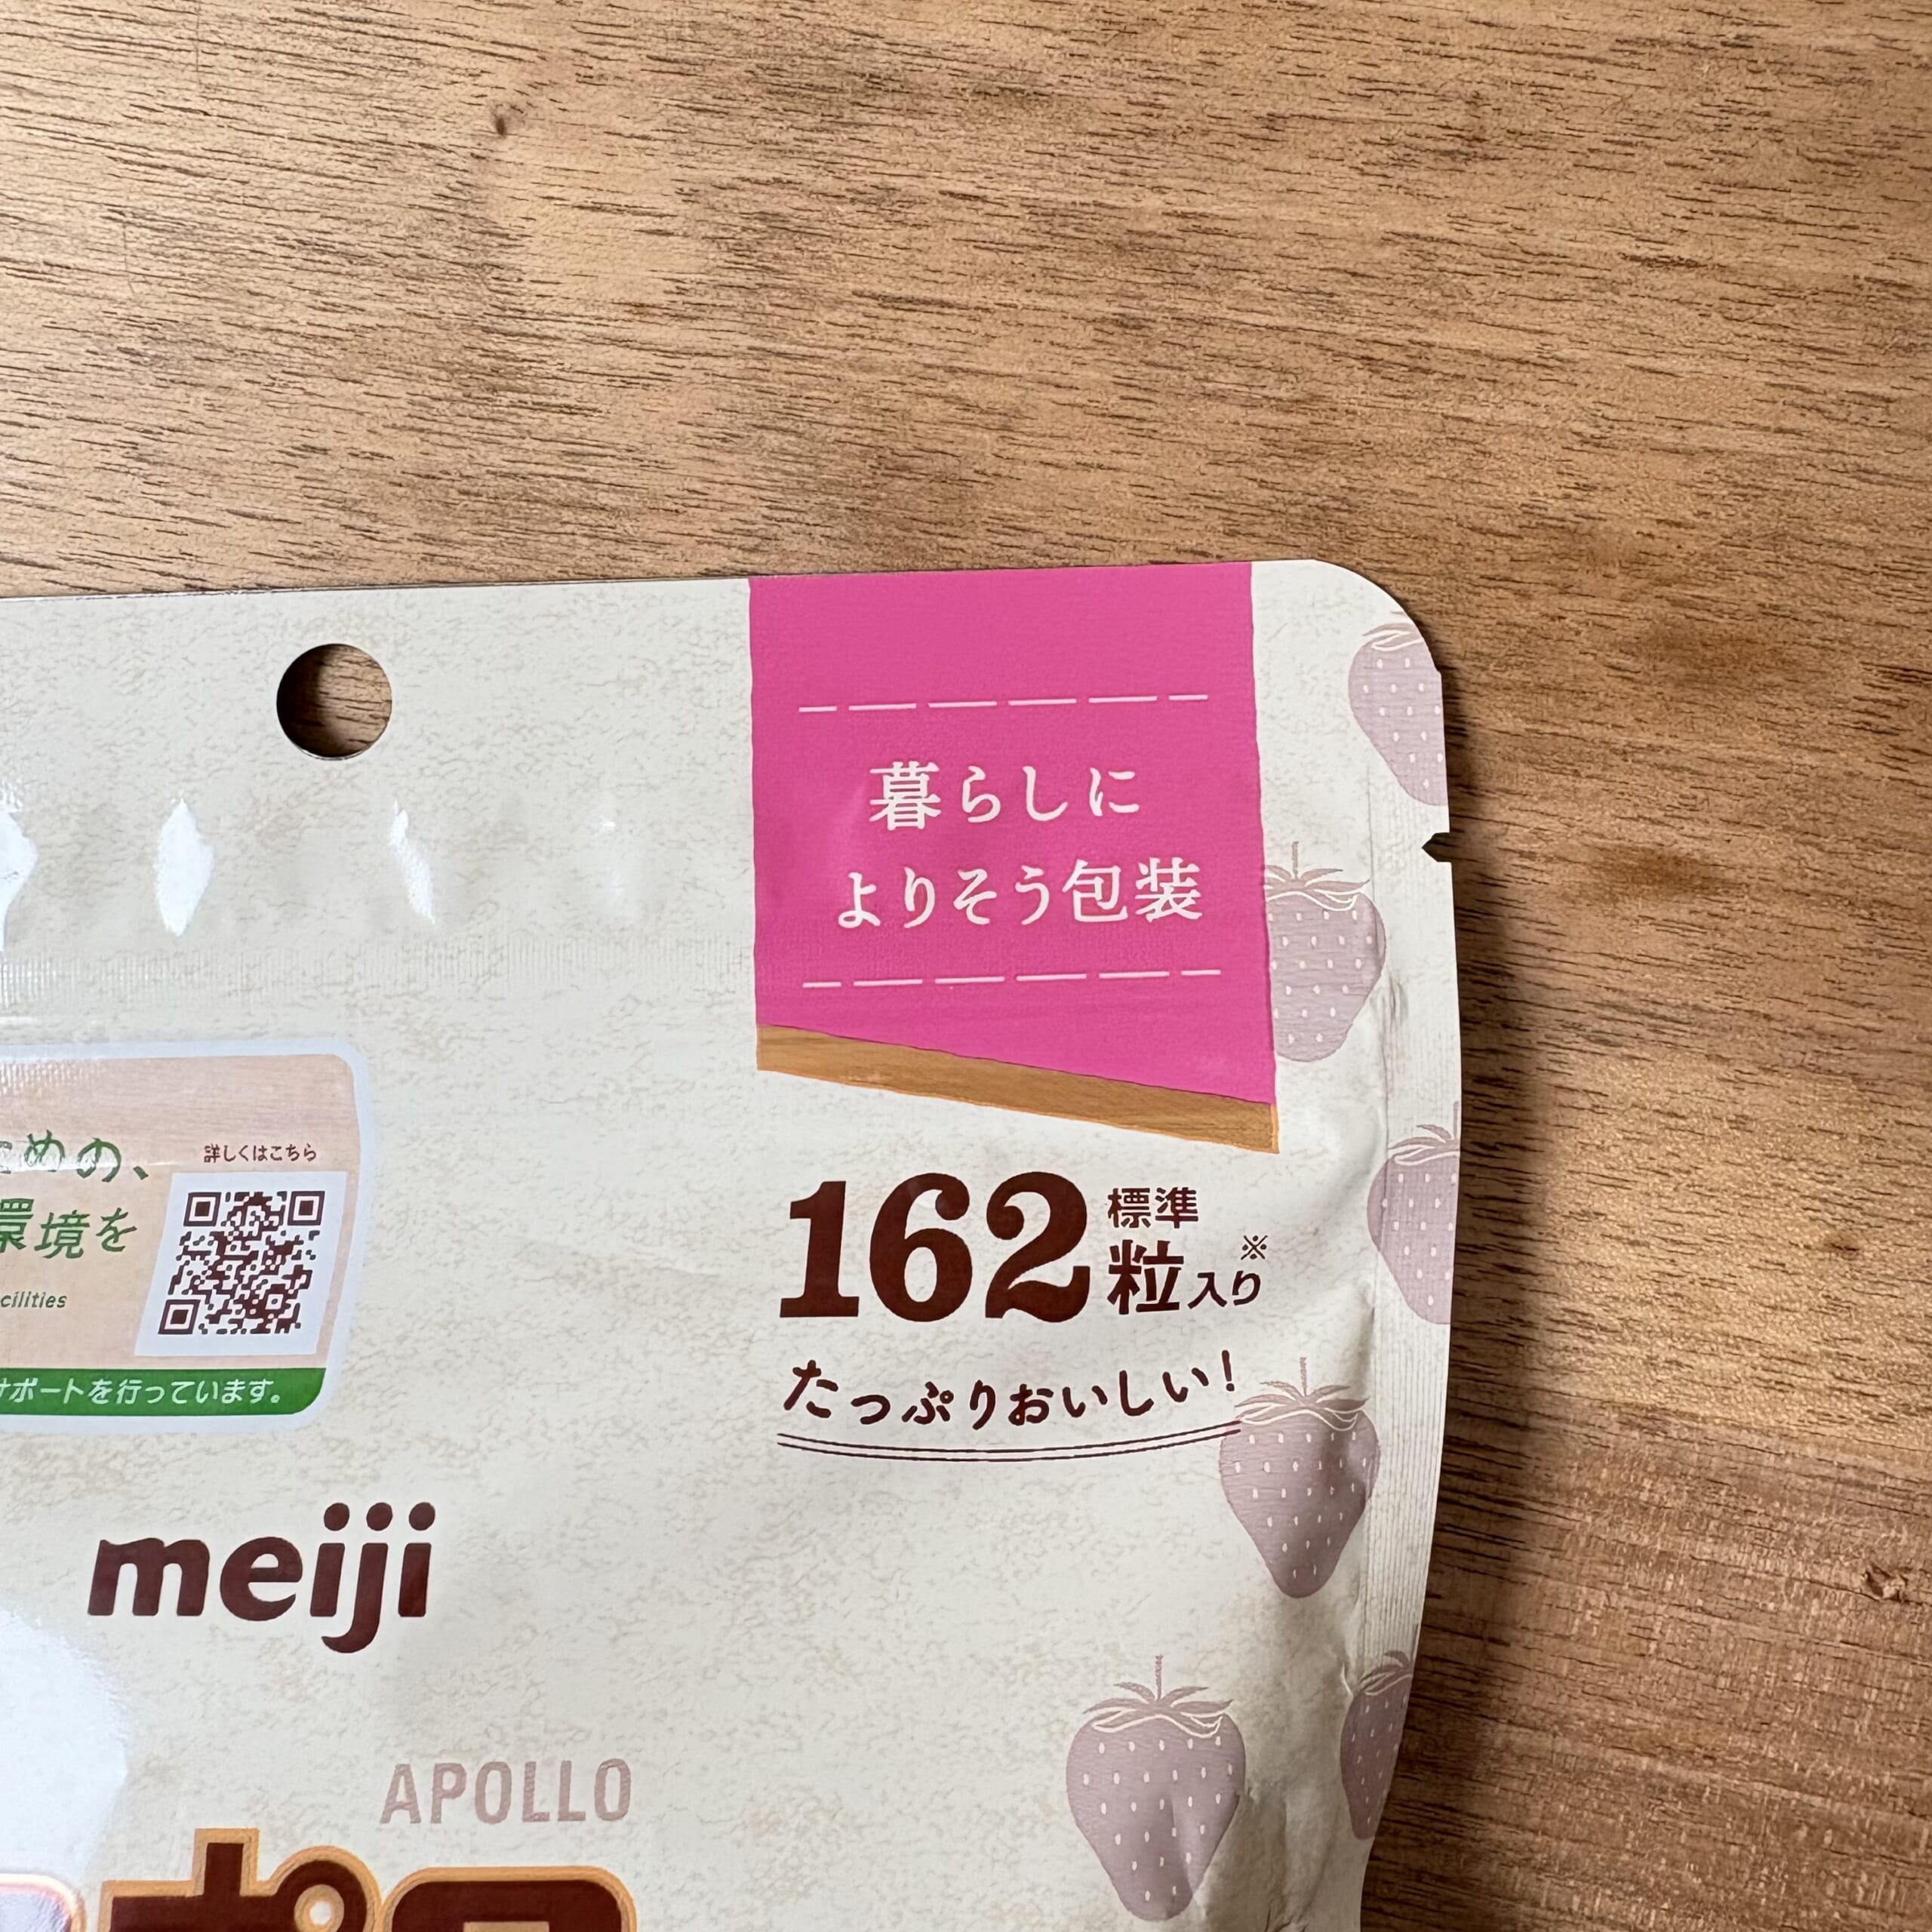 暮らしに
よりそう包装
ための、
詳しくはこちら
環境を
cilities
サポートを行っています。
162標準粒入り※
たっぷりおいしい!
meiji
APOLLO
ポロ